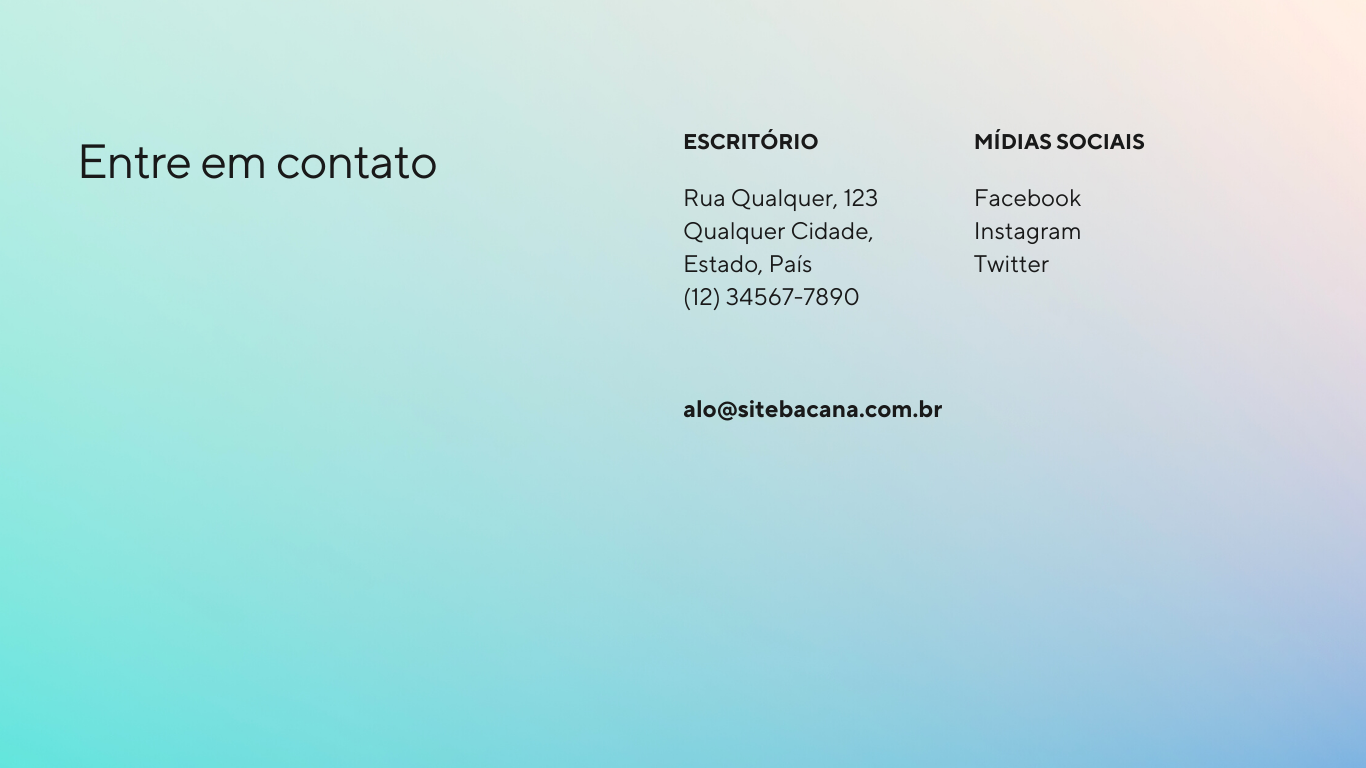 Entre em contato
ESCRITÓRIO
Rua Qualquer, 123
Qualquer Cidade,
Estado, País
(12) 34567-7890
MÍDIAS SOCIAIS
Facebook
Instagram
Twitter
alo@sitebacana.com.br